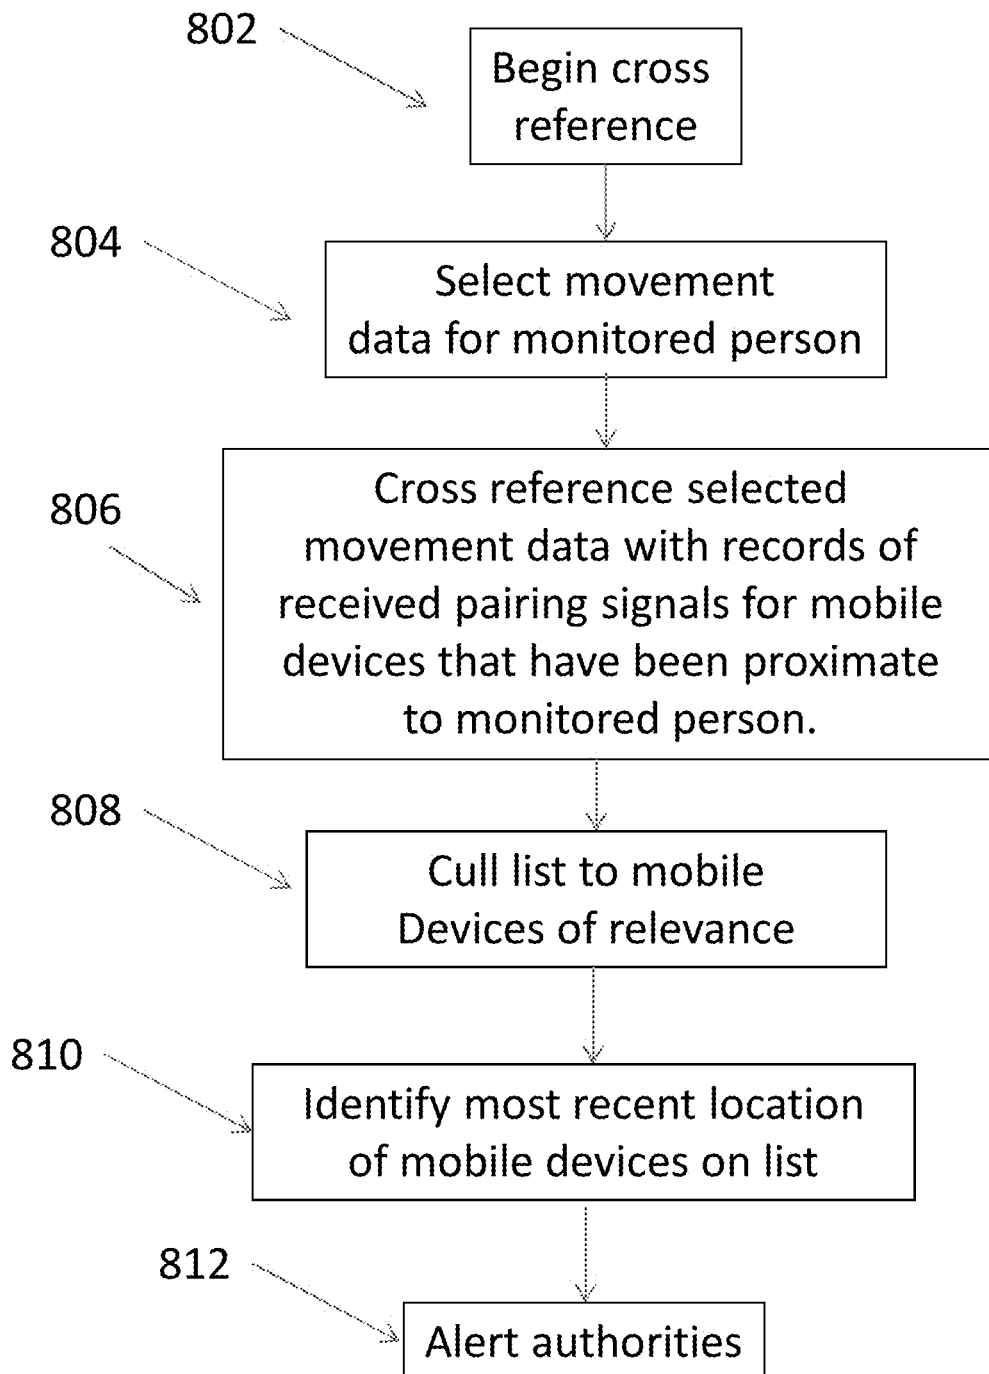 802
Begin cross
reference
804
Select movement
data for monitored person
806
Cross reference selected
movement data with records of
received pairing signals for mobile
devices that have been proximate
to monitored person.
808
Cull list to mobile
Devices of relevance
810
Identify most recent location
of mobile devices on list
812
Alert authorities